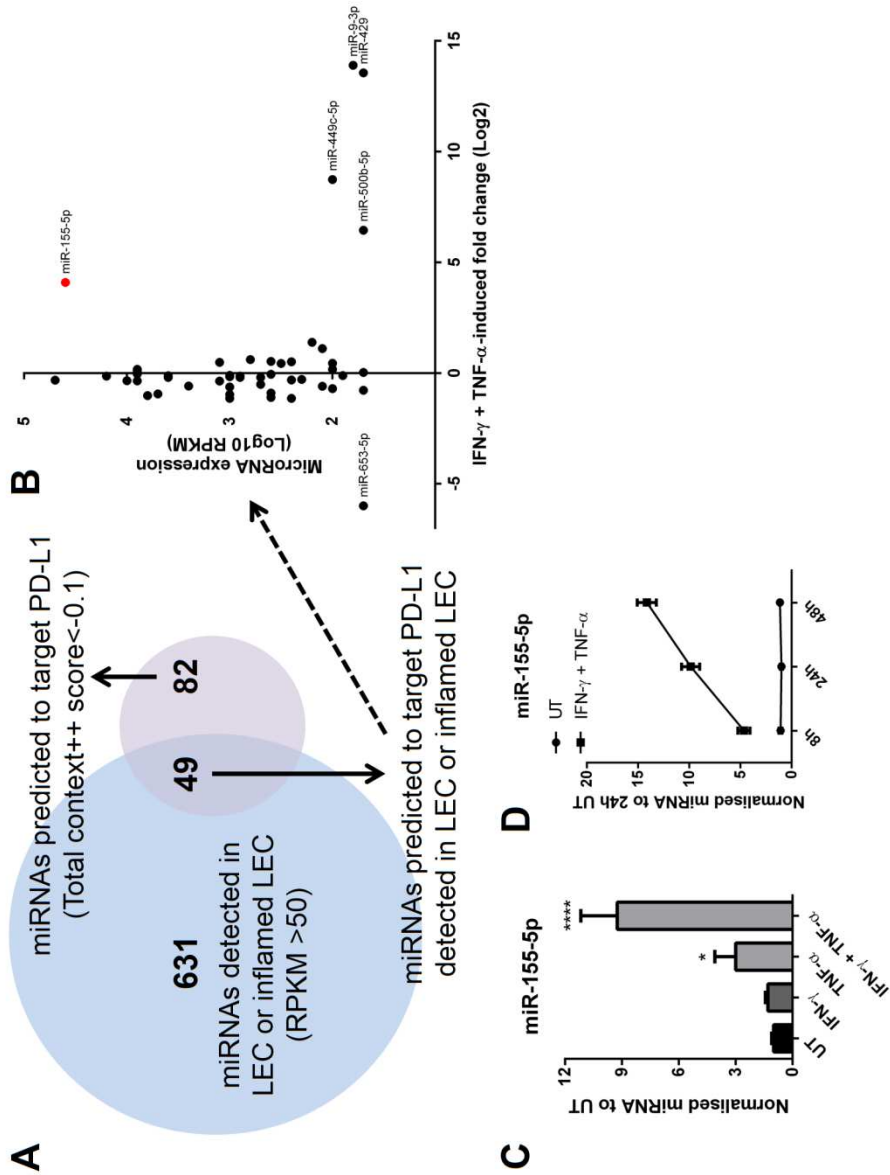 A
miRNAs predicted to target PD-L1
(Total context++ score<-0.1)
631
49
82
miRNAs detected in
LEC or inflamed LEC
(RPKM >50)
miRNAs predicted to target PD-L1
detected in LEC or inflamed LEC
B
MicroRNA expression
(Log10 RPKM)
5
4
3
2
-5
0
5
10
15
miR-155-5p
miR-9-3p
miR-429
miR-449c-5p
miR-500b-5p
miR-653-5p
IFN-γ + TNF-α-induced fold change (Log2)
C
miR-155-5p
Normalised miRNA to UT
12
9
6
3
0
*
****
UT
IFN-γ
TNF-α
IFN-γ + TNF-α
D
miR-155-5p
UT
IFN-γ + TNF-α
Normalised miRNA to 24h UT
20
15
10
5
0
8h
24h
48h